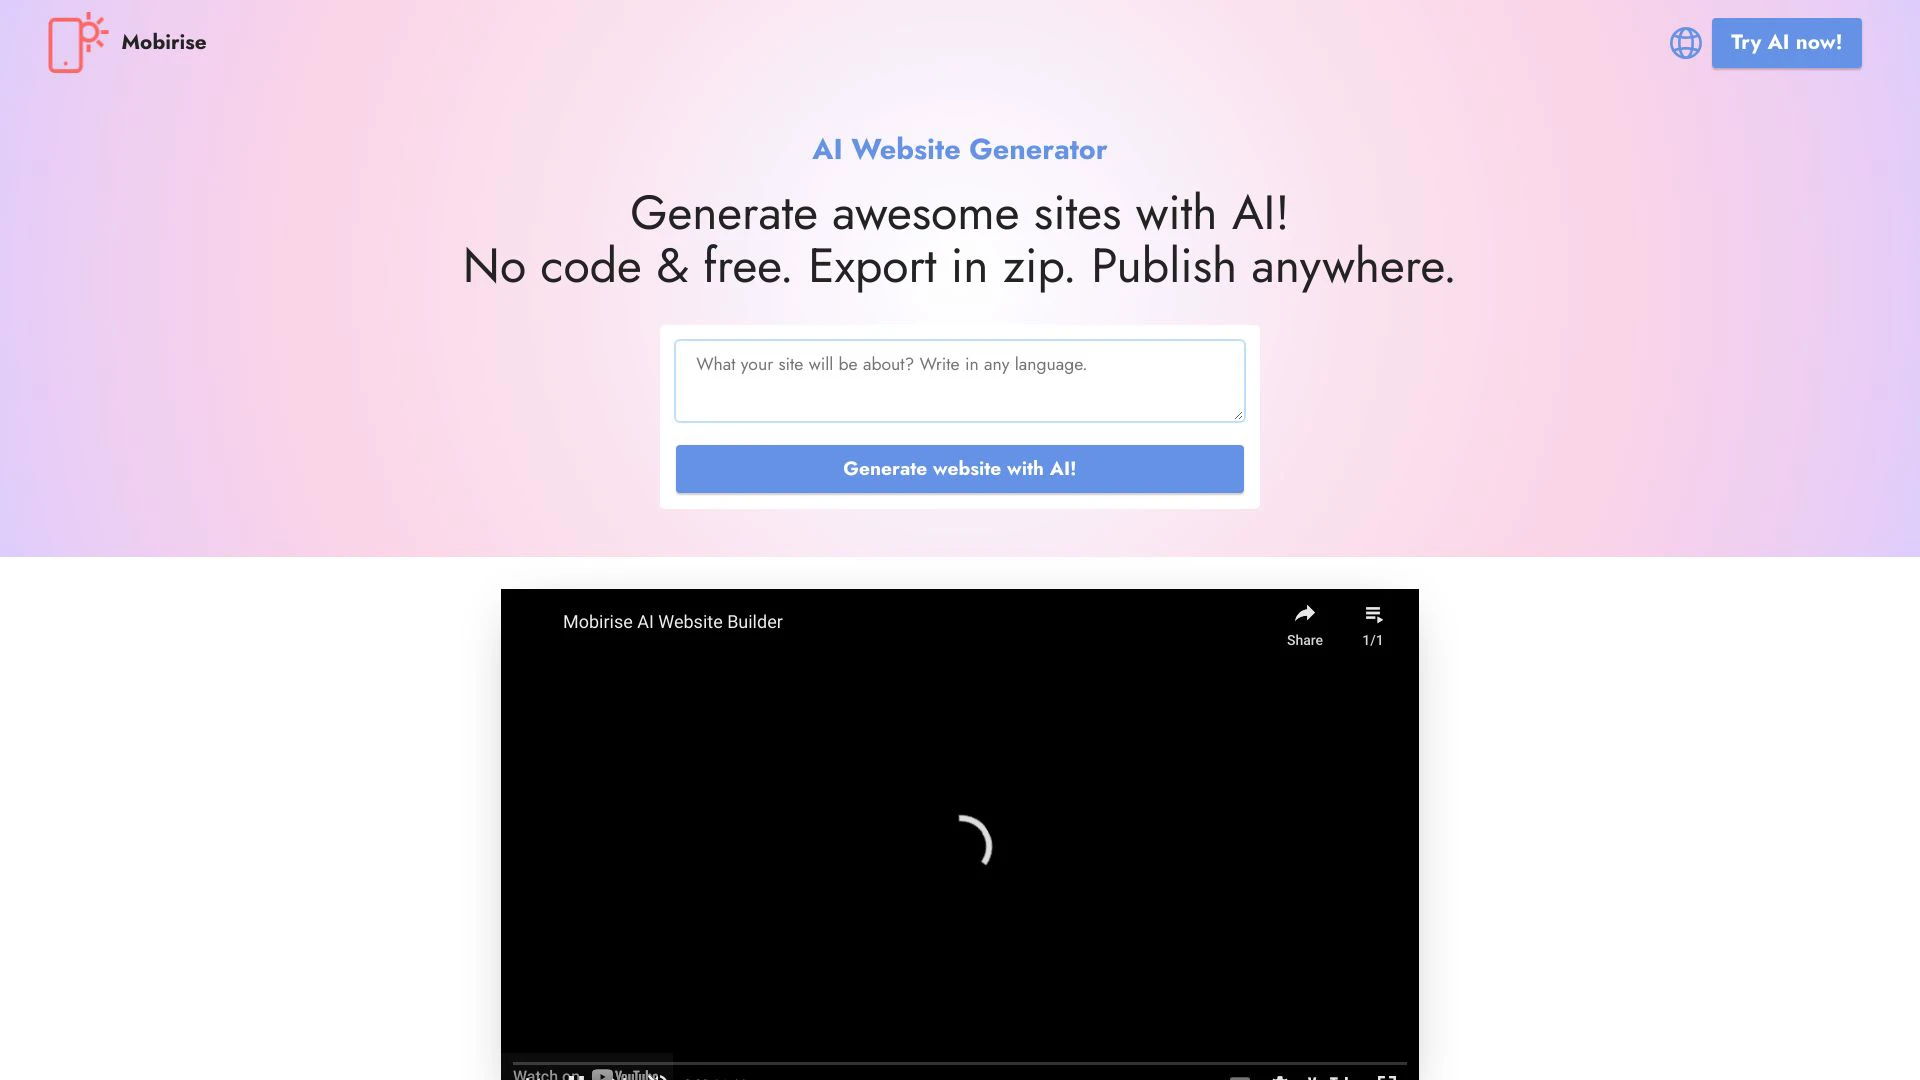 Mobirise
Try AI now!
AI Website Generator
Generate awesome sites with AI!
No code & free. Export in zip. Publish anywhere.
What your site will be about? Write in any language.
Generate website with AI!
Mobirise AI Website Builder
Share
1/1
Watch on YouTube